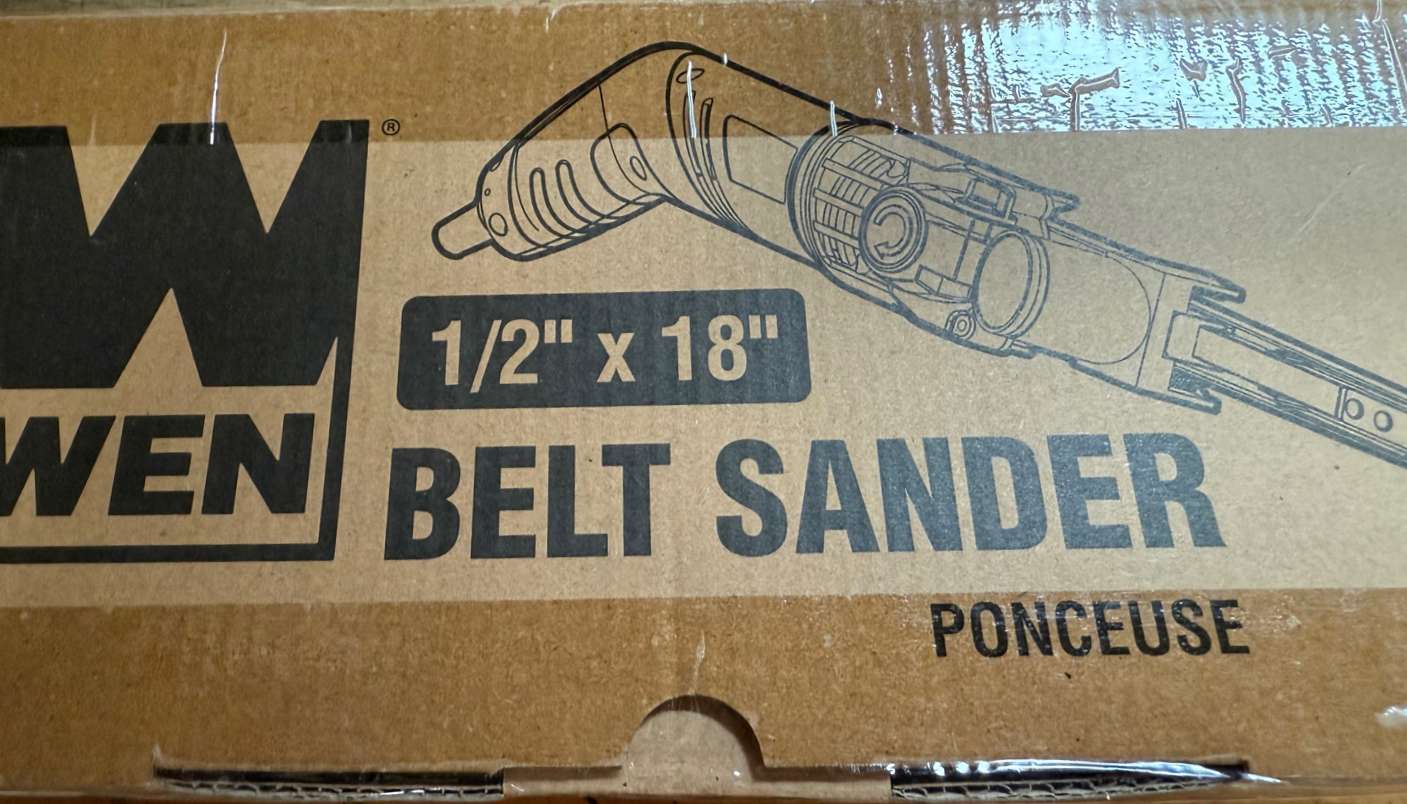 W®
WEN
1/2" x 18"
BELT SANDER
PONCEUSE